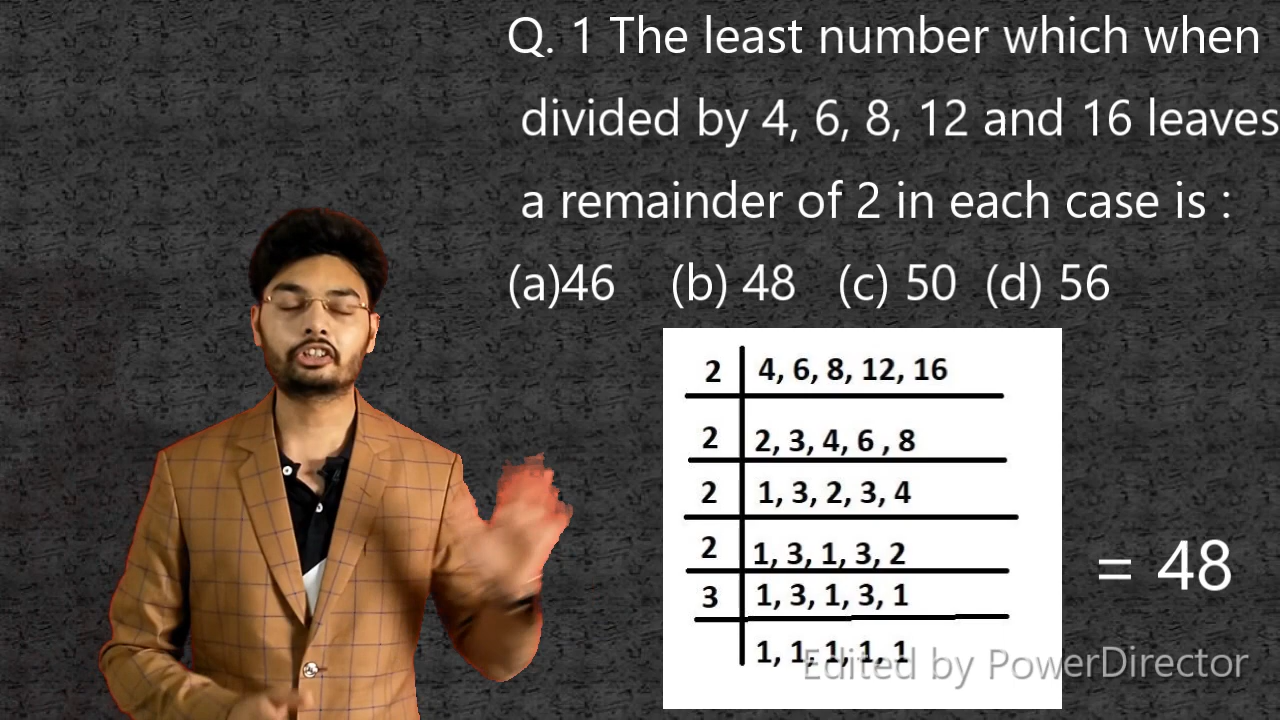 Q. 1 The least number which when
divided by 4, 6, 8, 12 and 16 leaves
a remainder of 2 in each case is :
(a)46 (b) 48 (c) 50 (d) 56
2 4, 6, 8, 12, 16
2 2, 3, 4, 6 , 8
2 1, 3, 2, 3, 4
2 1, 3, 1, 3, 2
3 1, 3, 1, 3, 1
1, 1, 1, 1, 1
= 48
Edited by PowerDirector